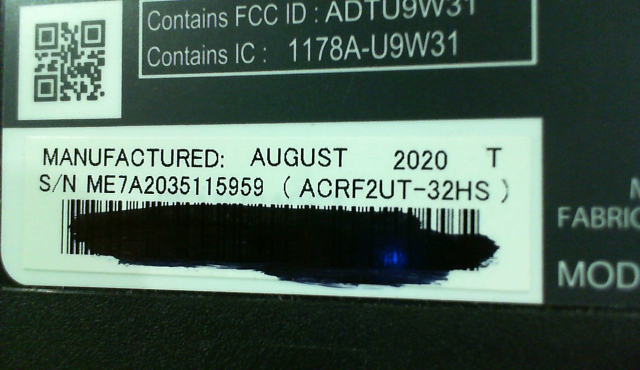 Contains FCC ID : ADTU9W31
Contains IC : 1178A-U9W31
MANUFACTURED: AUGUST 2020 T
S/N ME7A2035115959 ( ACRF2UT-32HS )
FABRIC
MOD